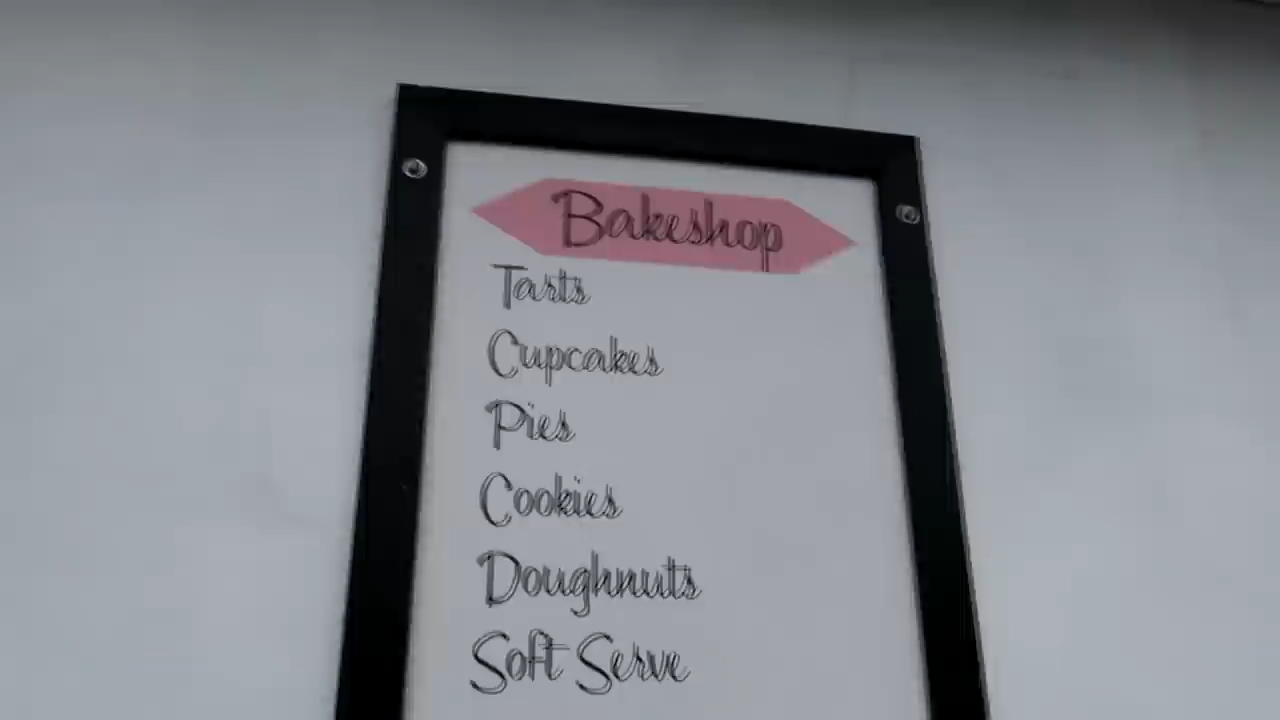 Bakeshop
Tarts
Cupcakes
Pies
Cookies
Doughnuts
Soft Serve